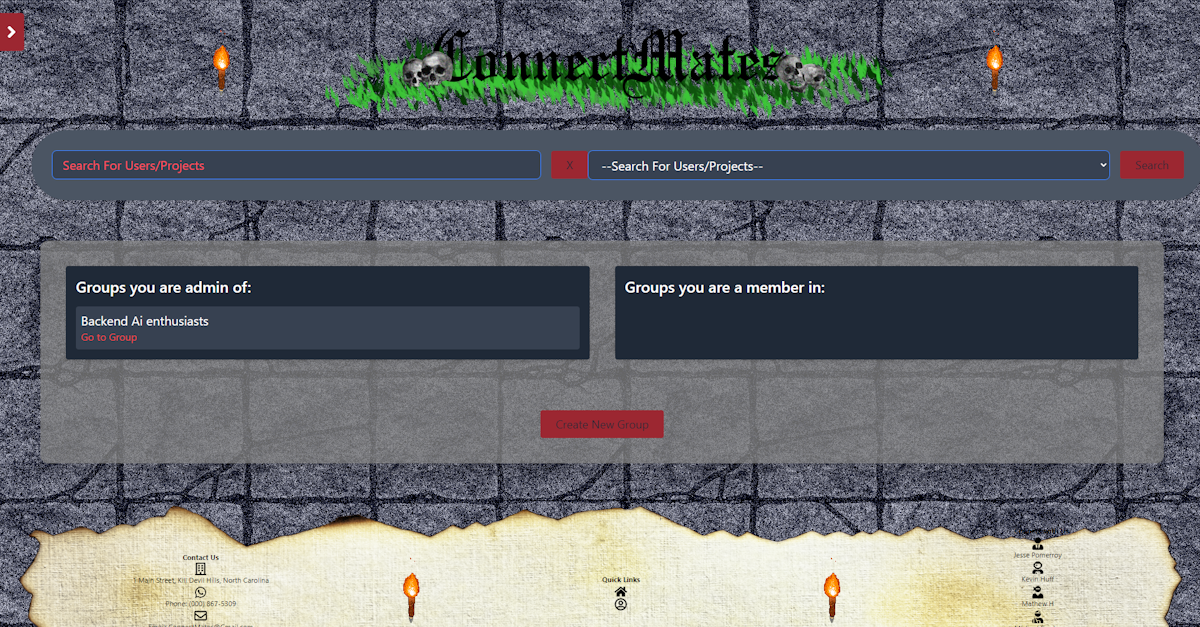 ConnectMates
Search For Users/Projects
X
--Search For Users/Projects--
Search
Groups you are admin of:
Backend Ai enthusiasts
Go to Group
Groups you are a member in:
Create New Group
Contact Us
1 Main Street, Kill Devil Hills, North Carolina
Phone: (000) 867-5309
Quick Links
Jesse Pomerroy
Kevin Huff
Mathew H